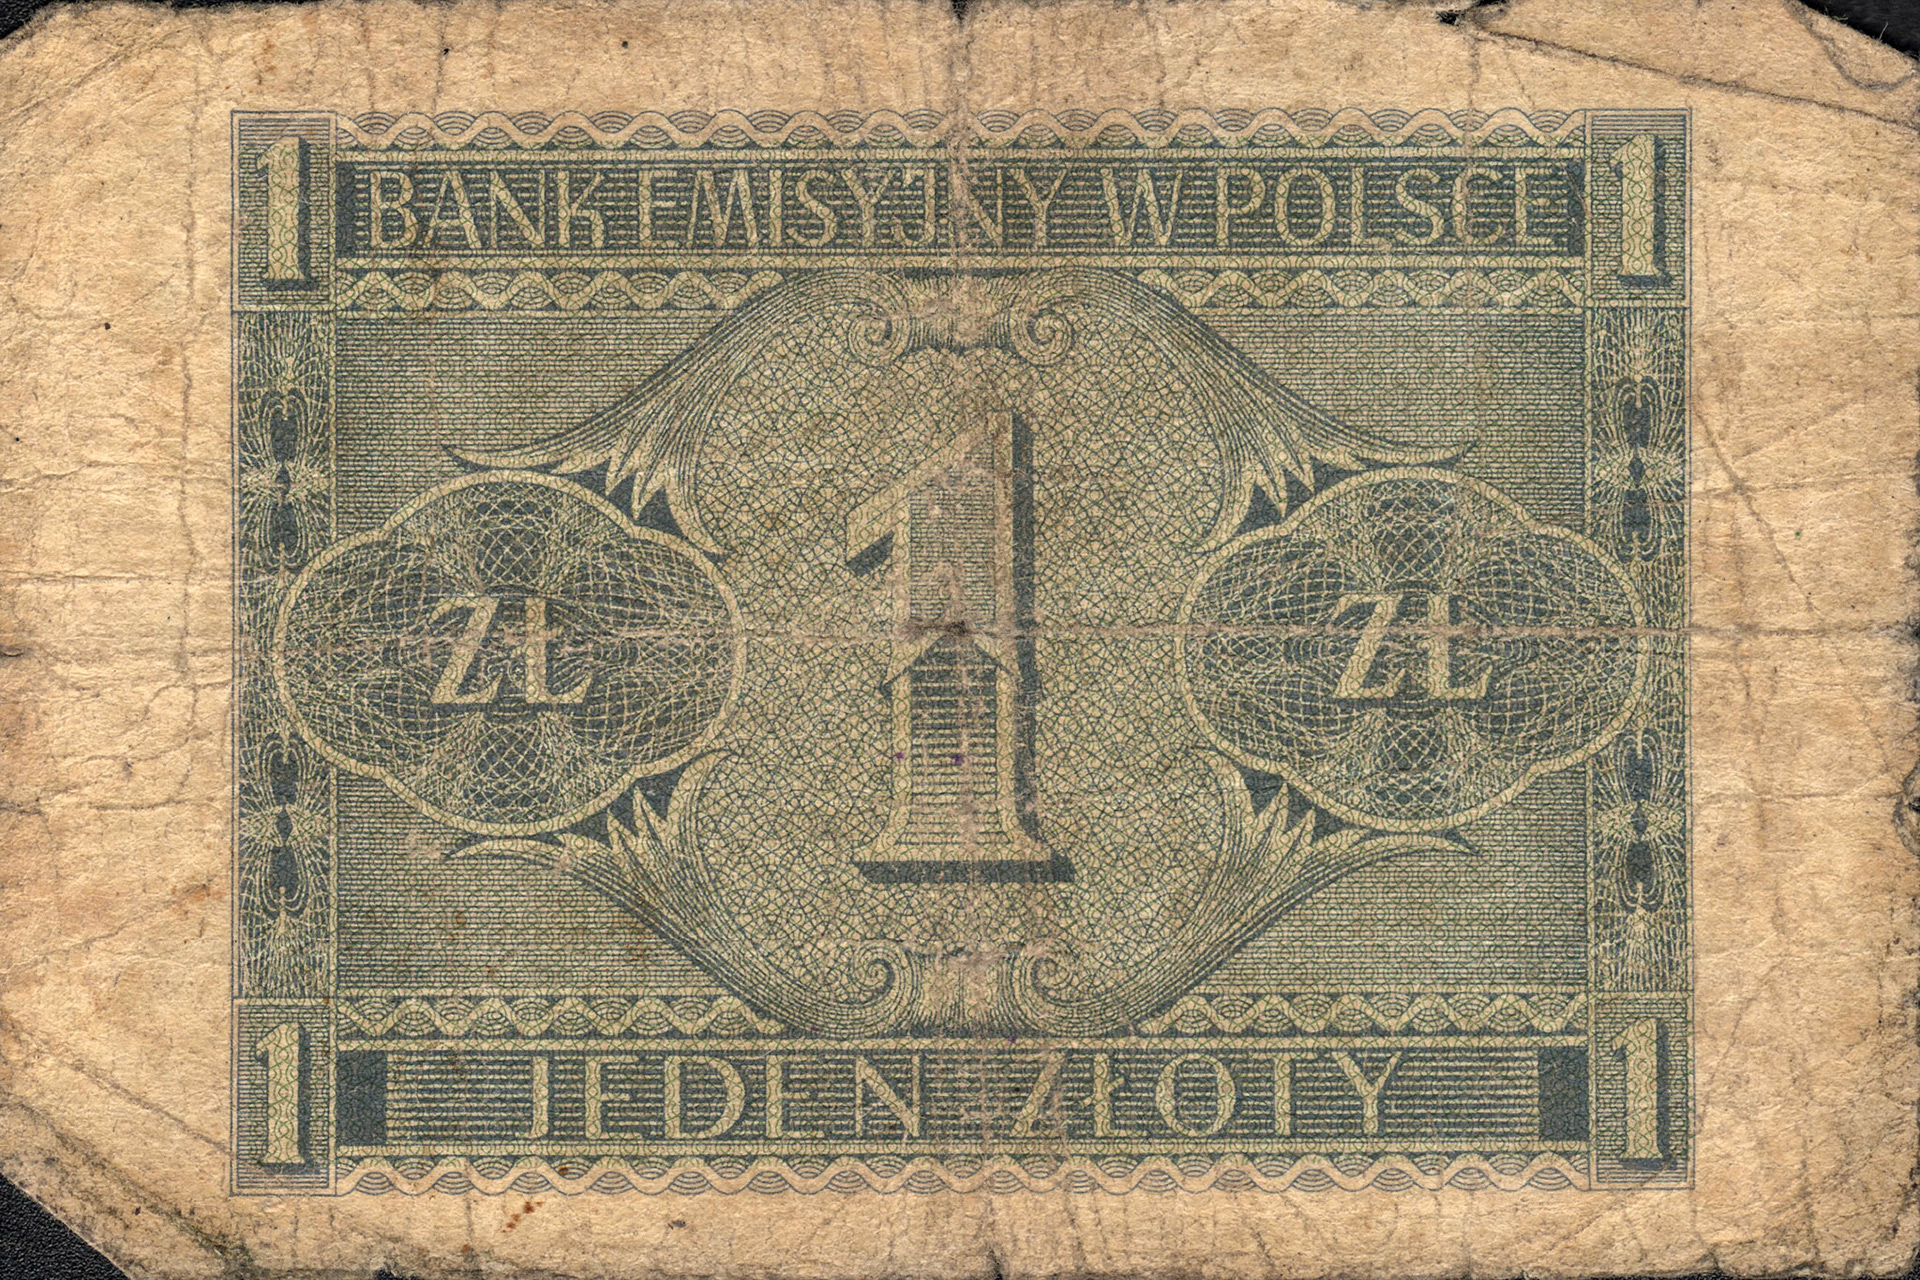 1 BANK EMISYJNY W POLSCE 1
ZŁ 1 ZŁ
1 JEDEN ZŁOTY 1